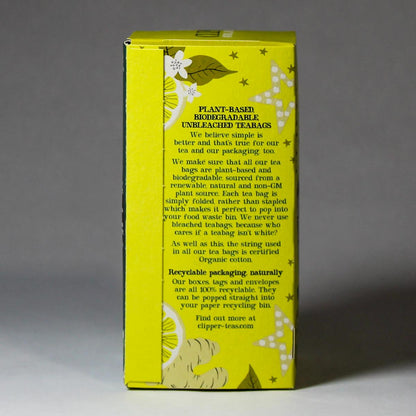 PLANT-BASED,
BIODEGRADABLE,
UNBLEACHED TEABAGS
We believe simple is
better and that's true for our
tea and our packaging, too.
We make sure that all our tea
bags are plant-based and
biodegradable, sourced from a
renewable, natural and non-GM
plant source. Each tea bag is
simply folded rather than stapled
which makes it perfect to pop into
your food waste bin. We never use
bleached teabags, because who
cares if a teabag isn't white?
As well as this, the string used
in all our tea bags is certified
Organic cotton.
Recyclable packaging, naturally
Our boxes, tags and envelopes
are all 100% recyclable. They
can be popped straight into
your paper recycling bin.
Find out more at
clipper-teas.com